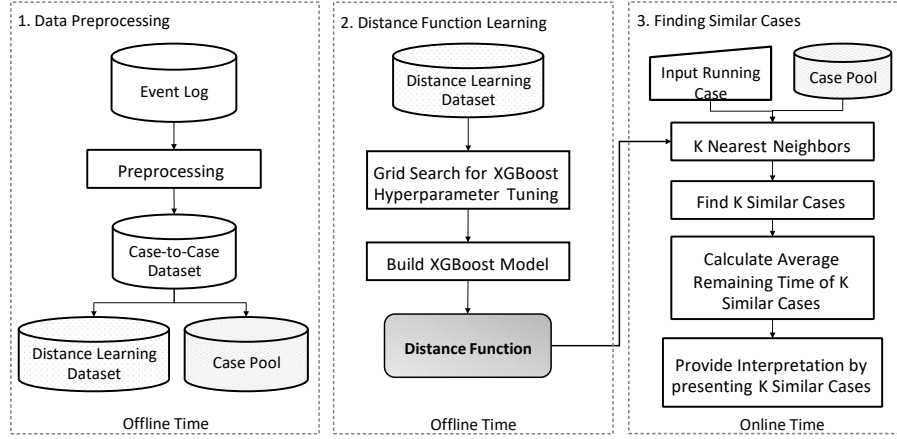 1. Data Preprocessing
Event Log
Preprocessing
Case-to-Case
Dataset
Distance Learning
Dataset
Case Pool
Offline Time
2. Distance Function Learning
Distance Learning
Dataset
Grid Search for XGBoost
Hyperparameter Tuning
Build XGBoost Model
Distance Function
Offline Time
3. Finding Similar Cases
Input Running
Case
Case Pool
K Nearest Neighbors
Find K Similar Cases
Calculate Average
Remaining Time of K
Similar Cases
Provide Interpretation by
presenting K Similar Cases
Online Time